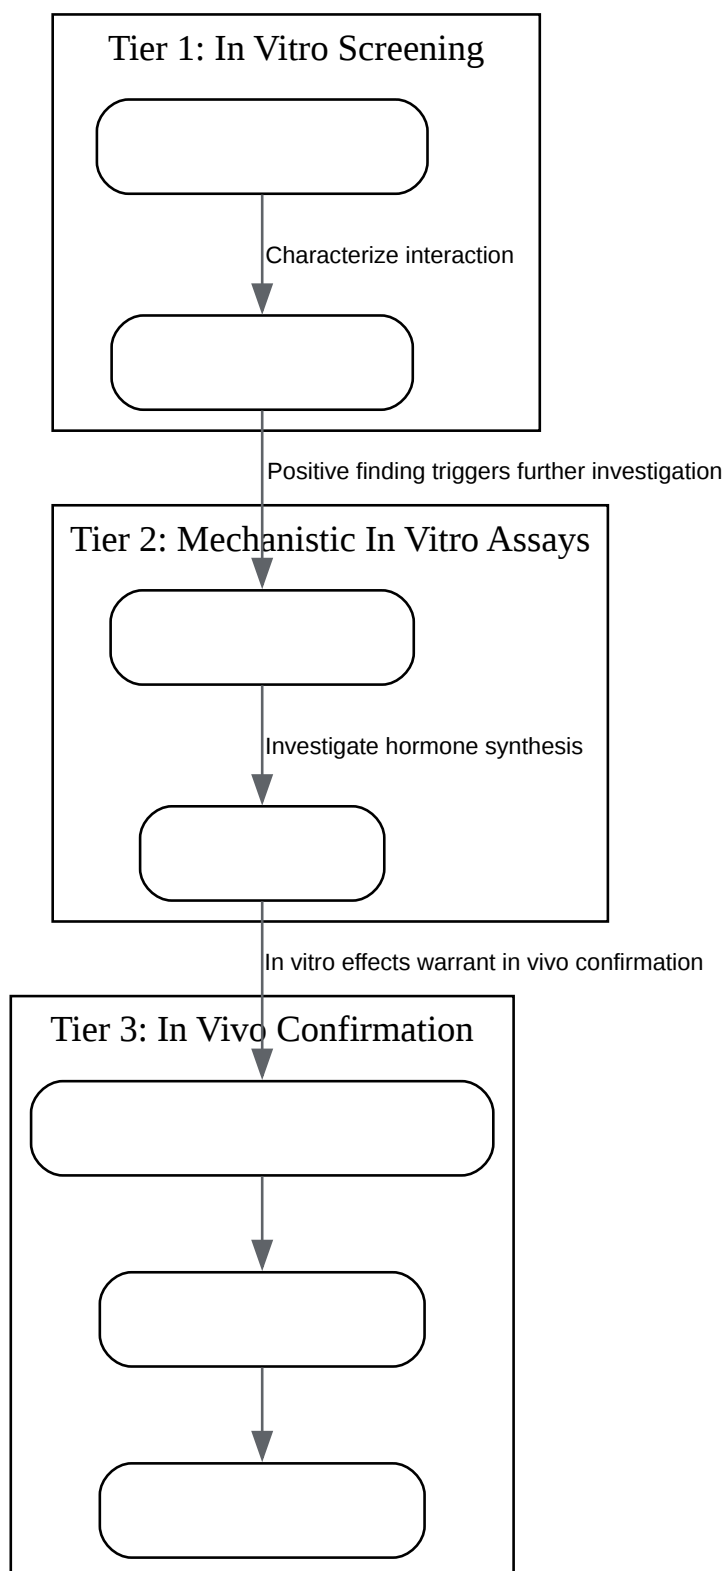 Tier 1: In Vitro Screening
Characterize interaction
Positive finding triggers further investigation
Tier 2: Mechanistic In Vitro Assays
Investigate hormone synthesis
In vitro effects warrant in vivo confirmation
Tier 3: In Vivo Confirmation